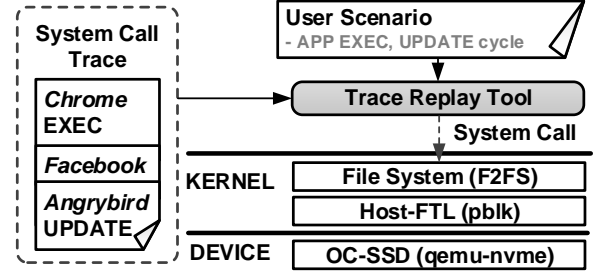 System Call
Trace
Chrome
EXEC
Facebook
Angrybird
UPDATE
User Scenario
- APP EXEC, UPDATE cycle
Trace Replay Tool
System Call
KERNEL
File System (F2FS)
Host-FTL (pblk)
DEVICE
OC-SSD (qemu-nvme)